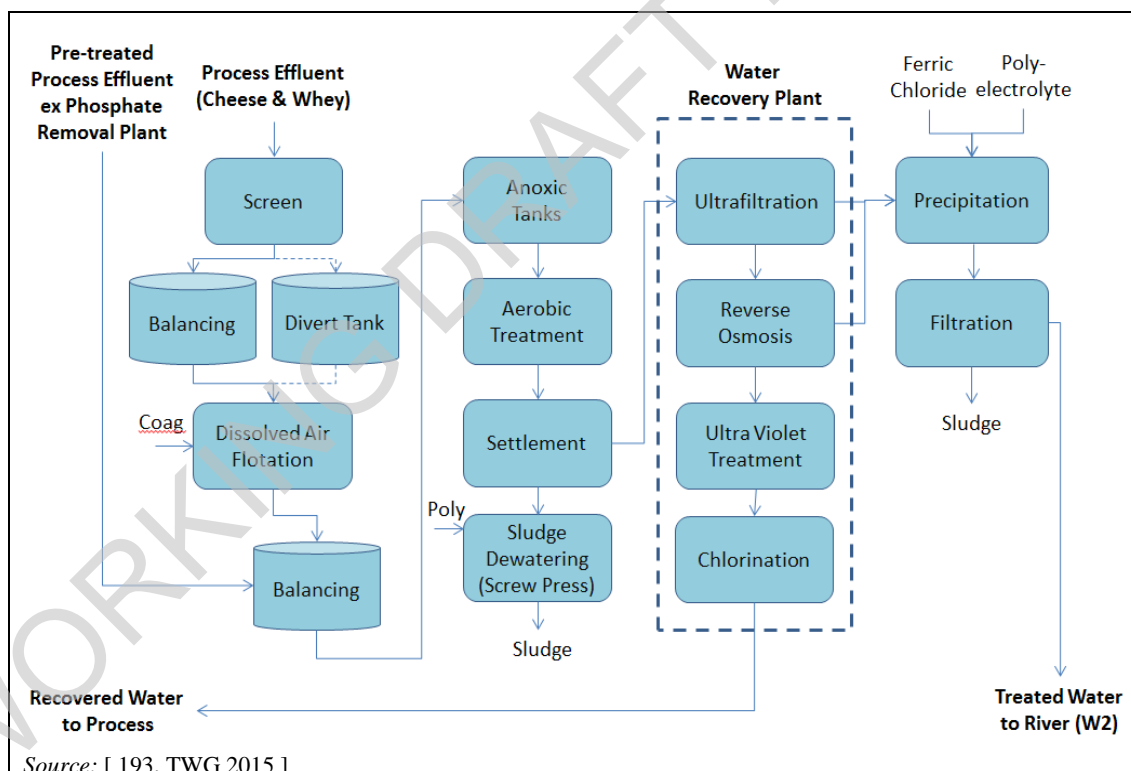 Pre-treated
Process Effluent
ex Phosphate
Removal Plant
Process Effluent
(Cheese & Whey)
Water
Recovery Plant
Ferric
Chloride
Poly-
electrolyte
Screen
Anoxic
Tanks
Ultrafiltration
Precipitation
Balancing
Divert Tank
Aerobic
Treatment
Reverse
Osmosis
Filtration
Coag
Dissolved Air
Flotation
Settlement
Ultra Violet
Treatment
Sludge
Poly
Sludge
Dewatering
(Screw Press)
Chlorination
Balancing
Sludge
Recovered Water
to Process
Treated Water
to River (W2)
Source: [ 193, TWG 2015 ]
WORKING DRAFT